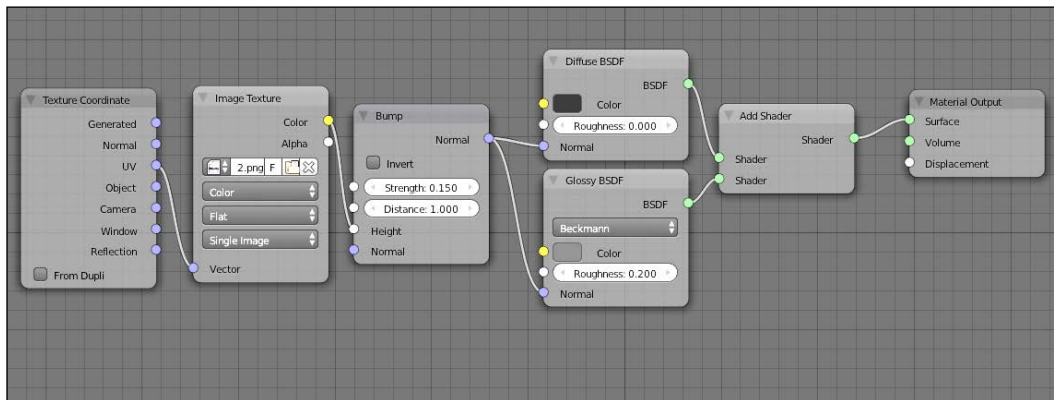 Texture Coordinate
Generated
Normal
UV
Object
Camera
Window
Reflection
From Dupli
Image Texture
Color
Alpha
2.png F
Color
Flat
Single Image
Vector
Bump
Normal
Invert
Strength: 0.150
Distance: 1.000
Height
Normal
Diffuse BSDF
BSDF
Color
Roughness: 0.000
Normal
Glossy BSDF
BSDF
Beckmann
Color
Roughness: 0.200
Normal
Add Shader
Shader
Shader
Shader
Material Output
Surface
Volume
Displacement